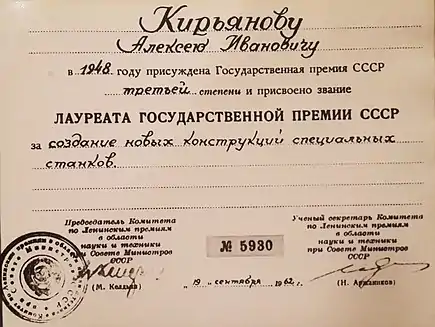 Кирьянову
Алексею Ивановичу
в 1948 году присуждена Государственная премия СССР
третьей степени и присвоено звание
ЛАУРЕАТА ГОСУДАРСТВЕННОЙ ПРЕМИИ СССР
за создание новых конструкций специальных
станков.
Председатель Комитета
по Ленинским премиям
в области
науки и техники
при Совете Министров
СССР
(М. Келдыш)
№ 5930
„19 сентября 1962 г.
Ученый секретарь Комитета
по Ленинским премиям
в области
науки и техники
при Совете Министров
СССР
(И. Аржаников)